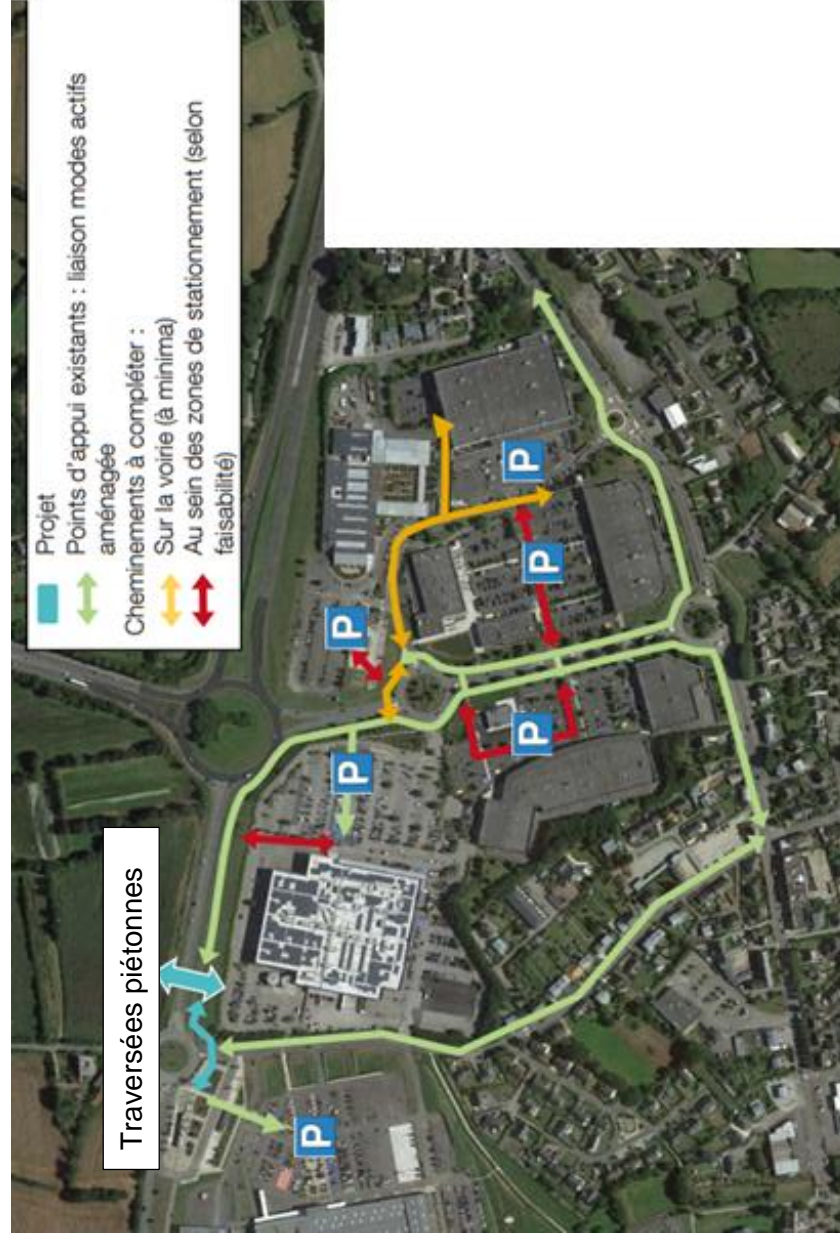 Projet
Points d'appui existants : liaison modes actifs
aménagée
Cheminements à compléter :
Sur la voirie (à minima)
Au sein des zones de stationnement (selon
faisabilité)
Traversées piétonnes
P
P
P
P
P
P